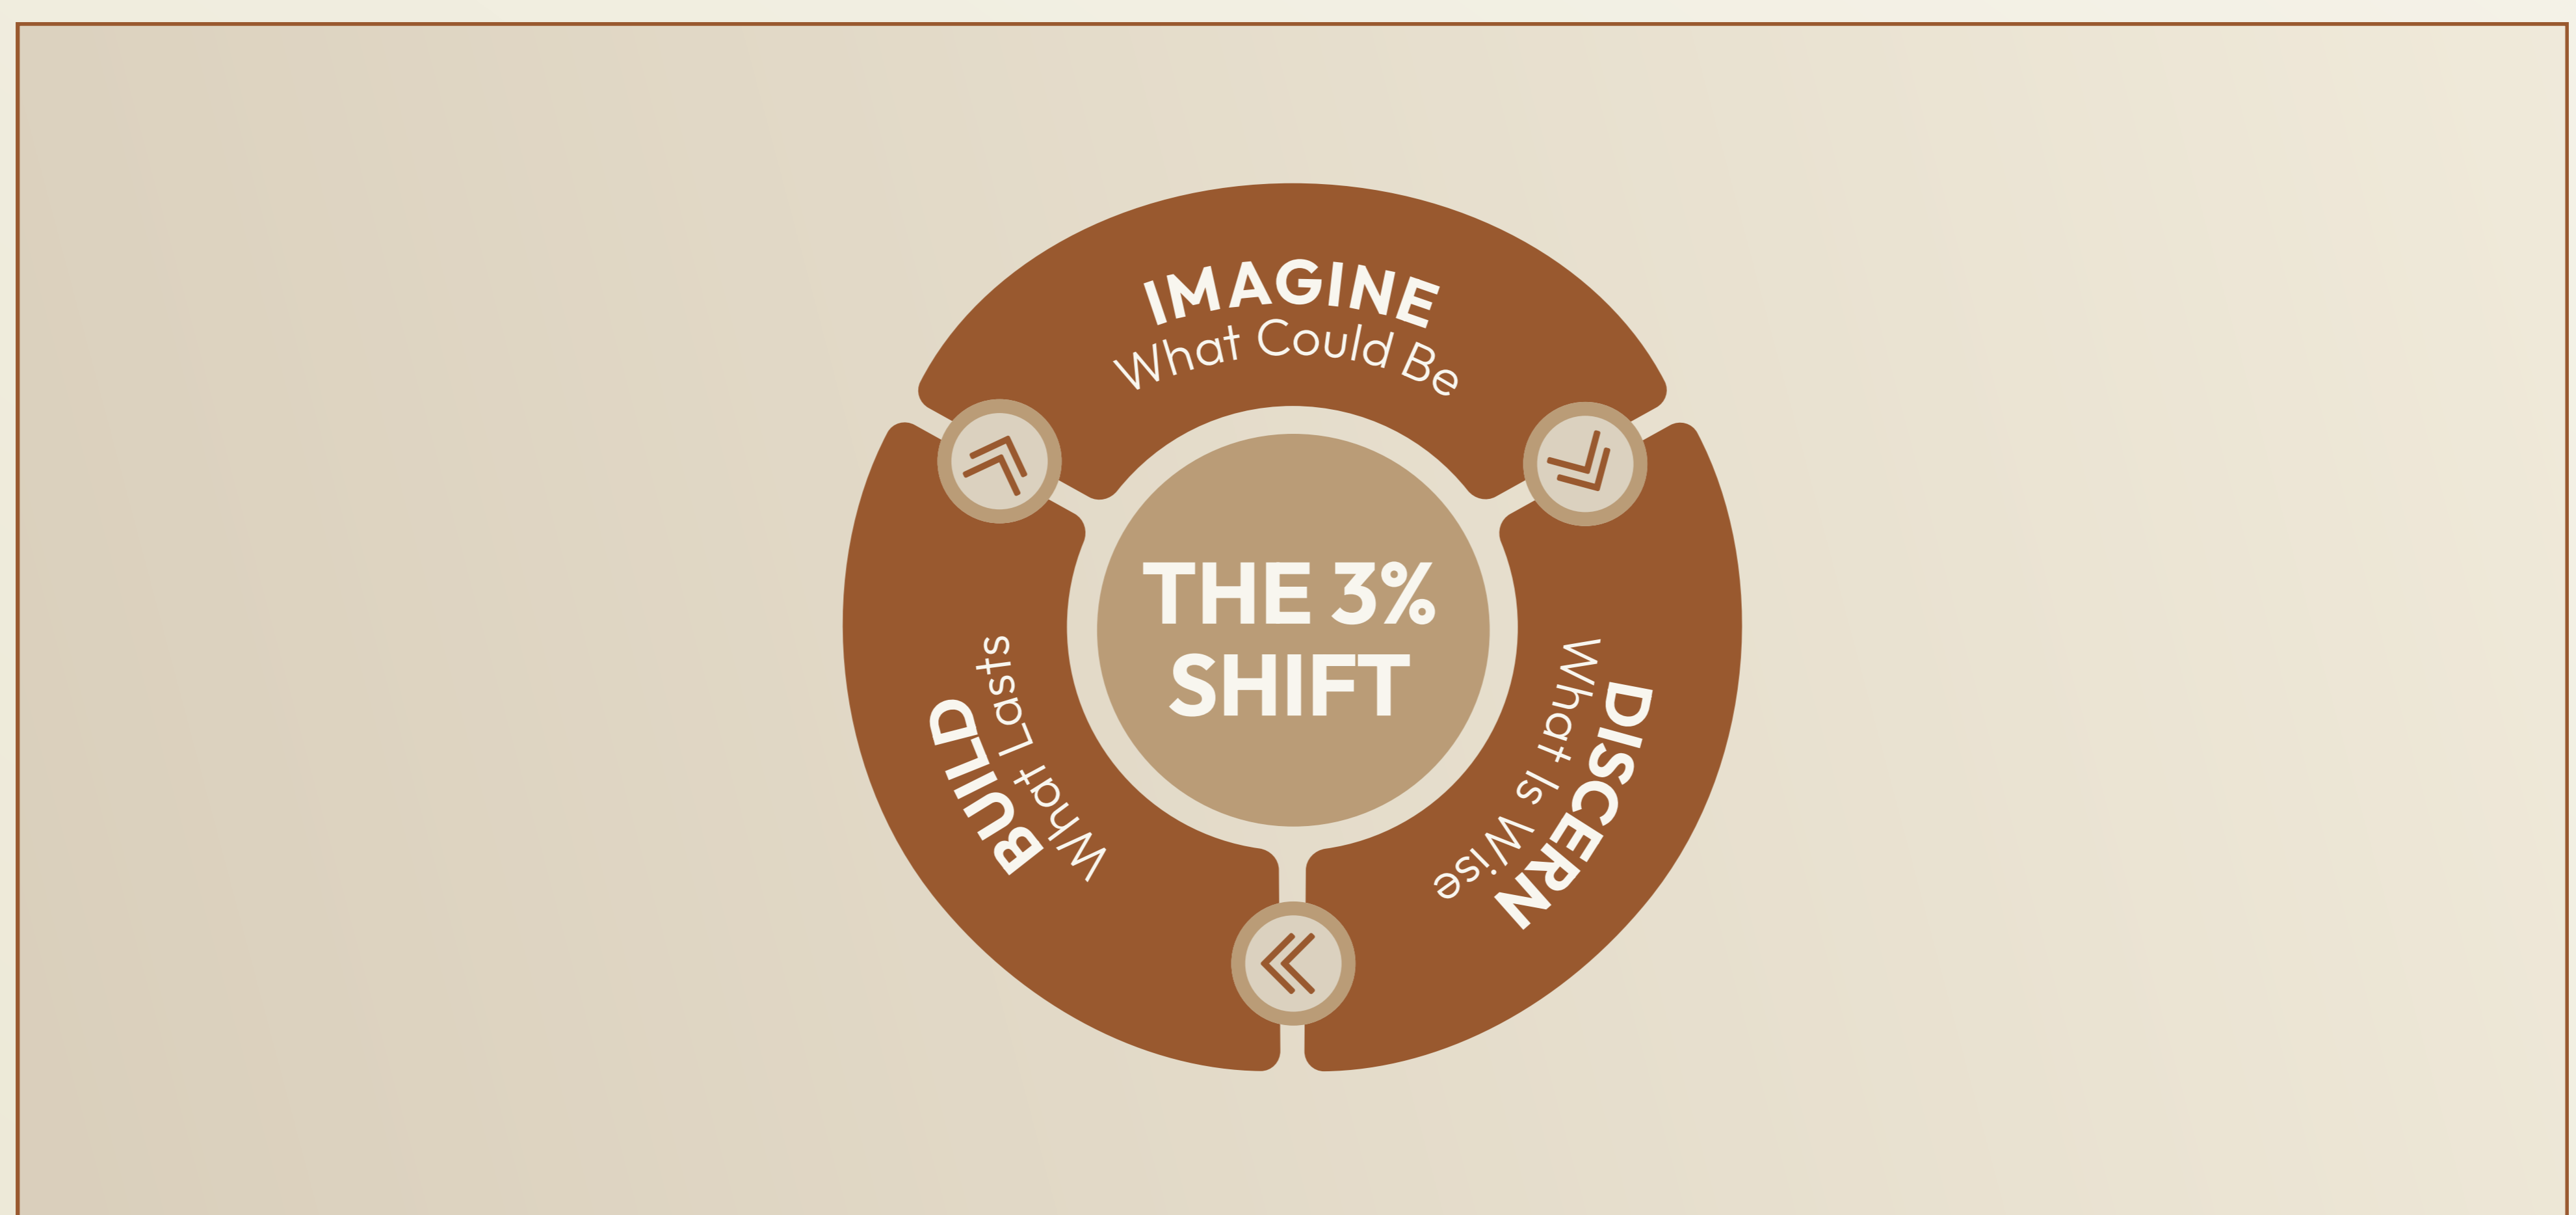 IMAGINE
What Could Be
THE 3%
SHIFT
DISCERN
What Is Wise
BUILD
What Lasts